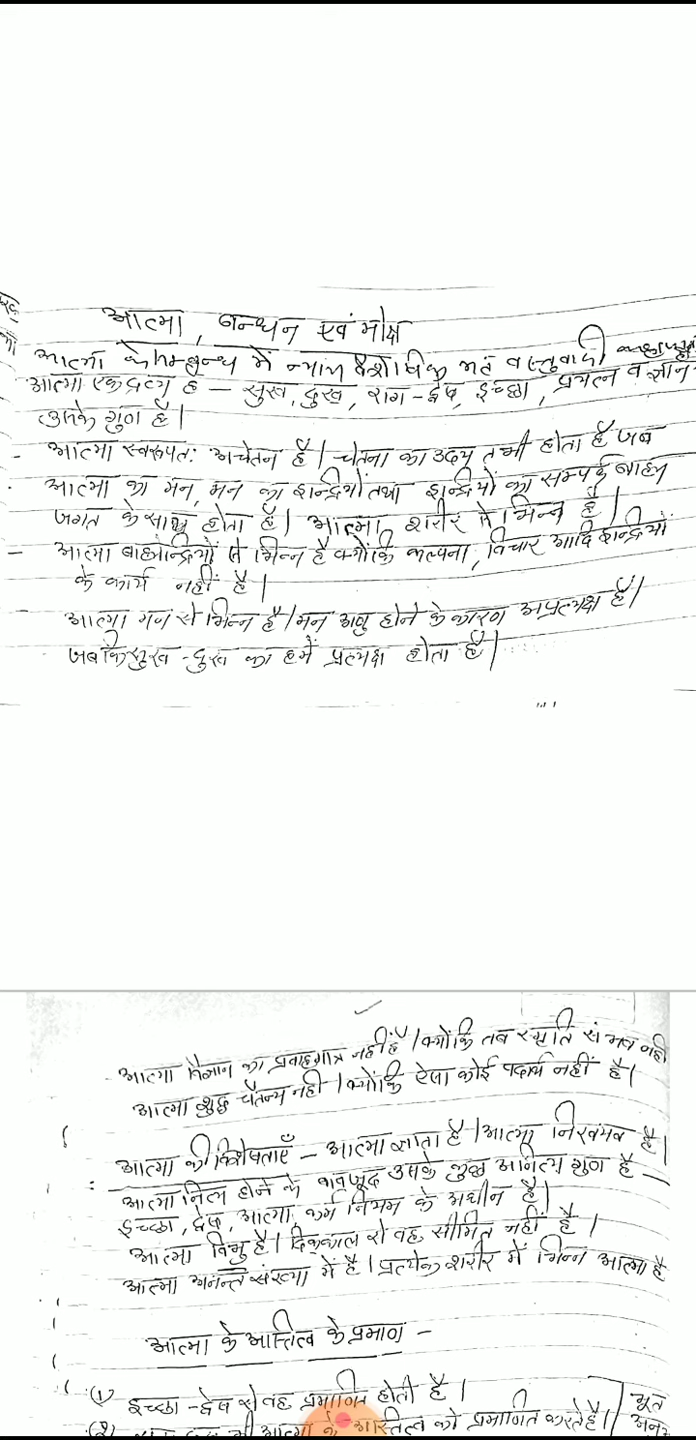 आत्मा, बन्धन एवं मोक्ष
आत्मा के सम्बन्ध में न्याय वैशेषिक मत वस्तुवादी
आत्मा एक द्रव्य है — सुख, दुःख, राग-द्वेष, इच्छा, प्रयत्न व ज्ञान
उसके गुण हैं।
- आत्मा स्वरूपतः अचेतन है। चेतना का उदय तभी होता है जब
आत्मा का मन, मन का इन्द्रियों तथा इन्द्रियों का सम्पर्क बाह्य
जगत के साथ होता है। आत्मा शरीर से भिन्न है।
- आत्मा बाह्येन्द्रियों से भिन्न है क्योंकि कल्पना, विचार आदि इन्द्रियों
के कार्य नहीं है।
- आत्मा मन से भिन्न है। मन अणु होने के कारण अप्रत्यक्ष है।
जबकि सुख-दुःख का हमें प्रत्यक्ष होता है।
- आत्मा विज्ञान का प्रवाहमात्र नहीं है। क्योंकि तब स्मृति संभव नहीं
आत्मा शुद्ध चैतन्य नहीं। क्योंकि ऐसा कोई पदार्थ नहीं है।
आत्मा की विशेषताएँ — आत्मा ज्ञाता है। आत्मा निरवयव है।
आत्मा नित्य होने के बावजूद उसके कुछ अनित्य गुण है —
इच्छा, द्वेष, आत्मा, कर्म नियम के अधीन है।
आत्मा विभु है। दिक्काल से वह सीमित नहीं है।
आत्मा अनन्त संख्या में है। प्रत्येक शरीर में भिन्न आत्मा है
आत्मा के अस्तित्व के प्रमाण —
(1) इच्छा-द्वेष से वह प्रमाणित होती है।
(2) भी आत्मा के अस्तित्व को प्रमाणित करते है।
भूत